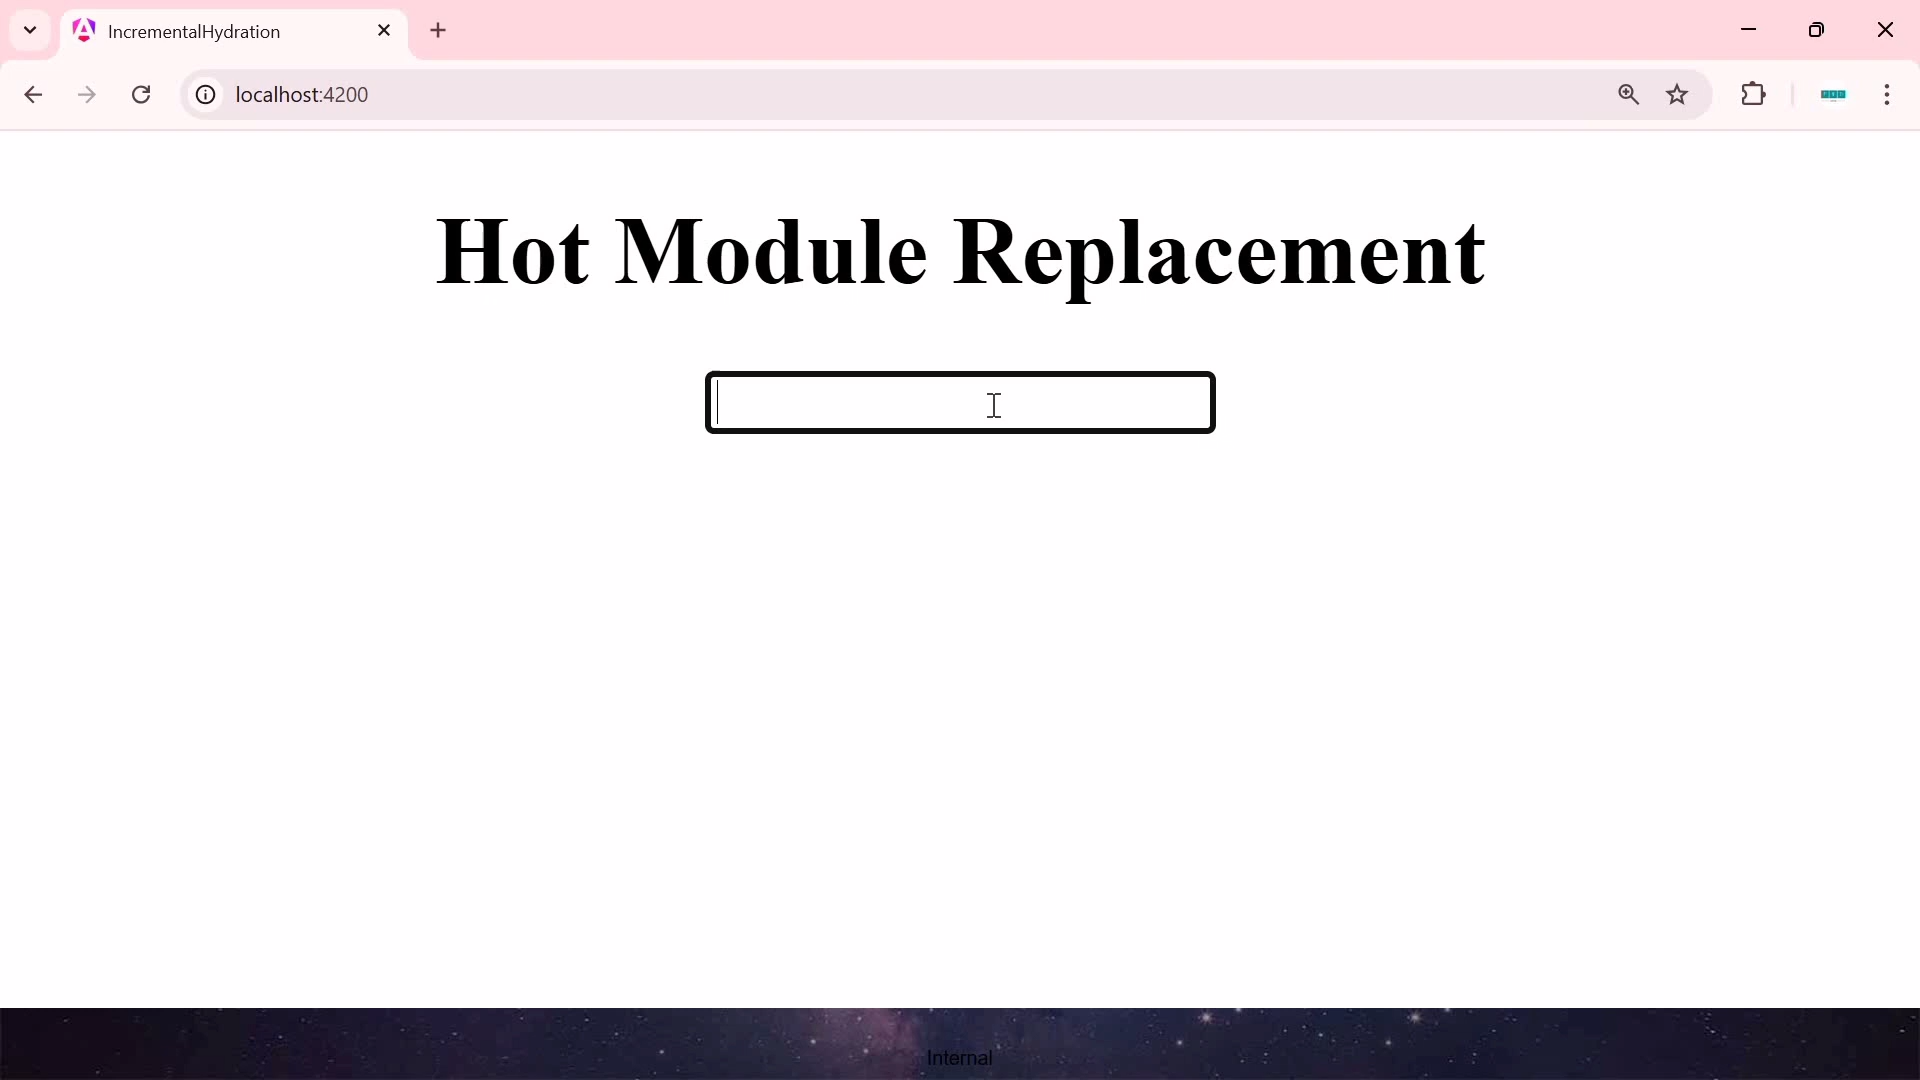 IncrementalHydration
localhost:4200
Hot Module Replacement
Internal